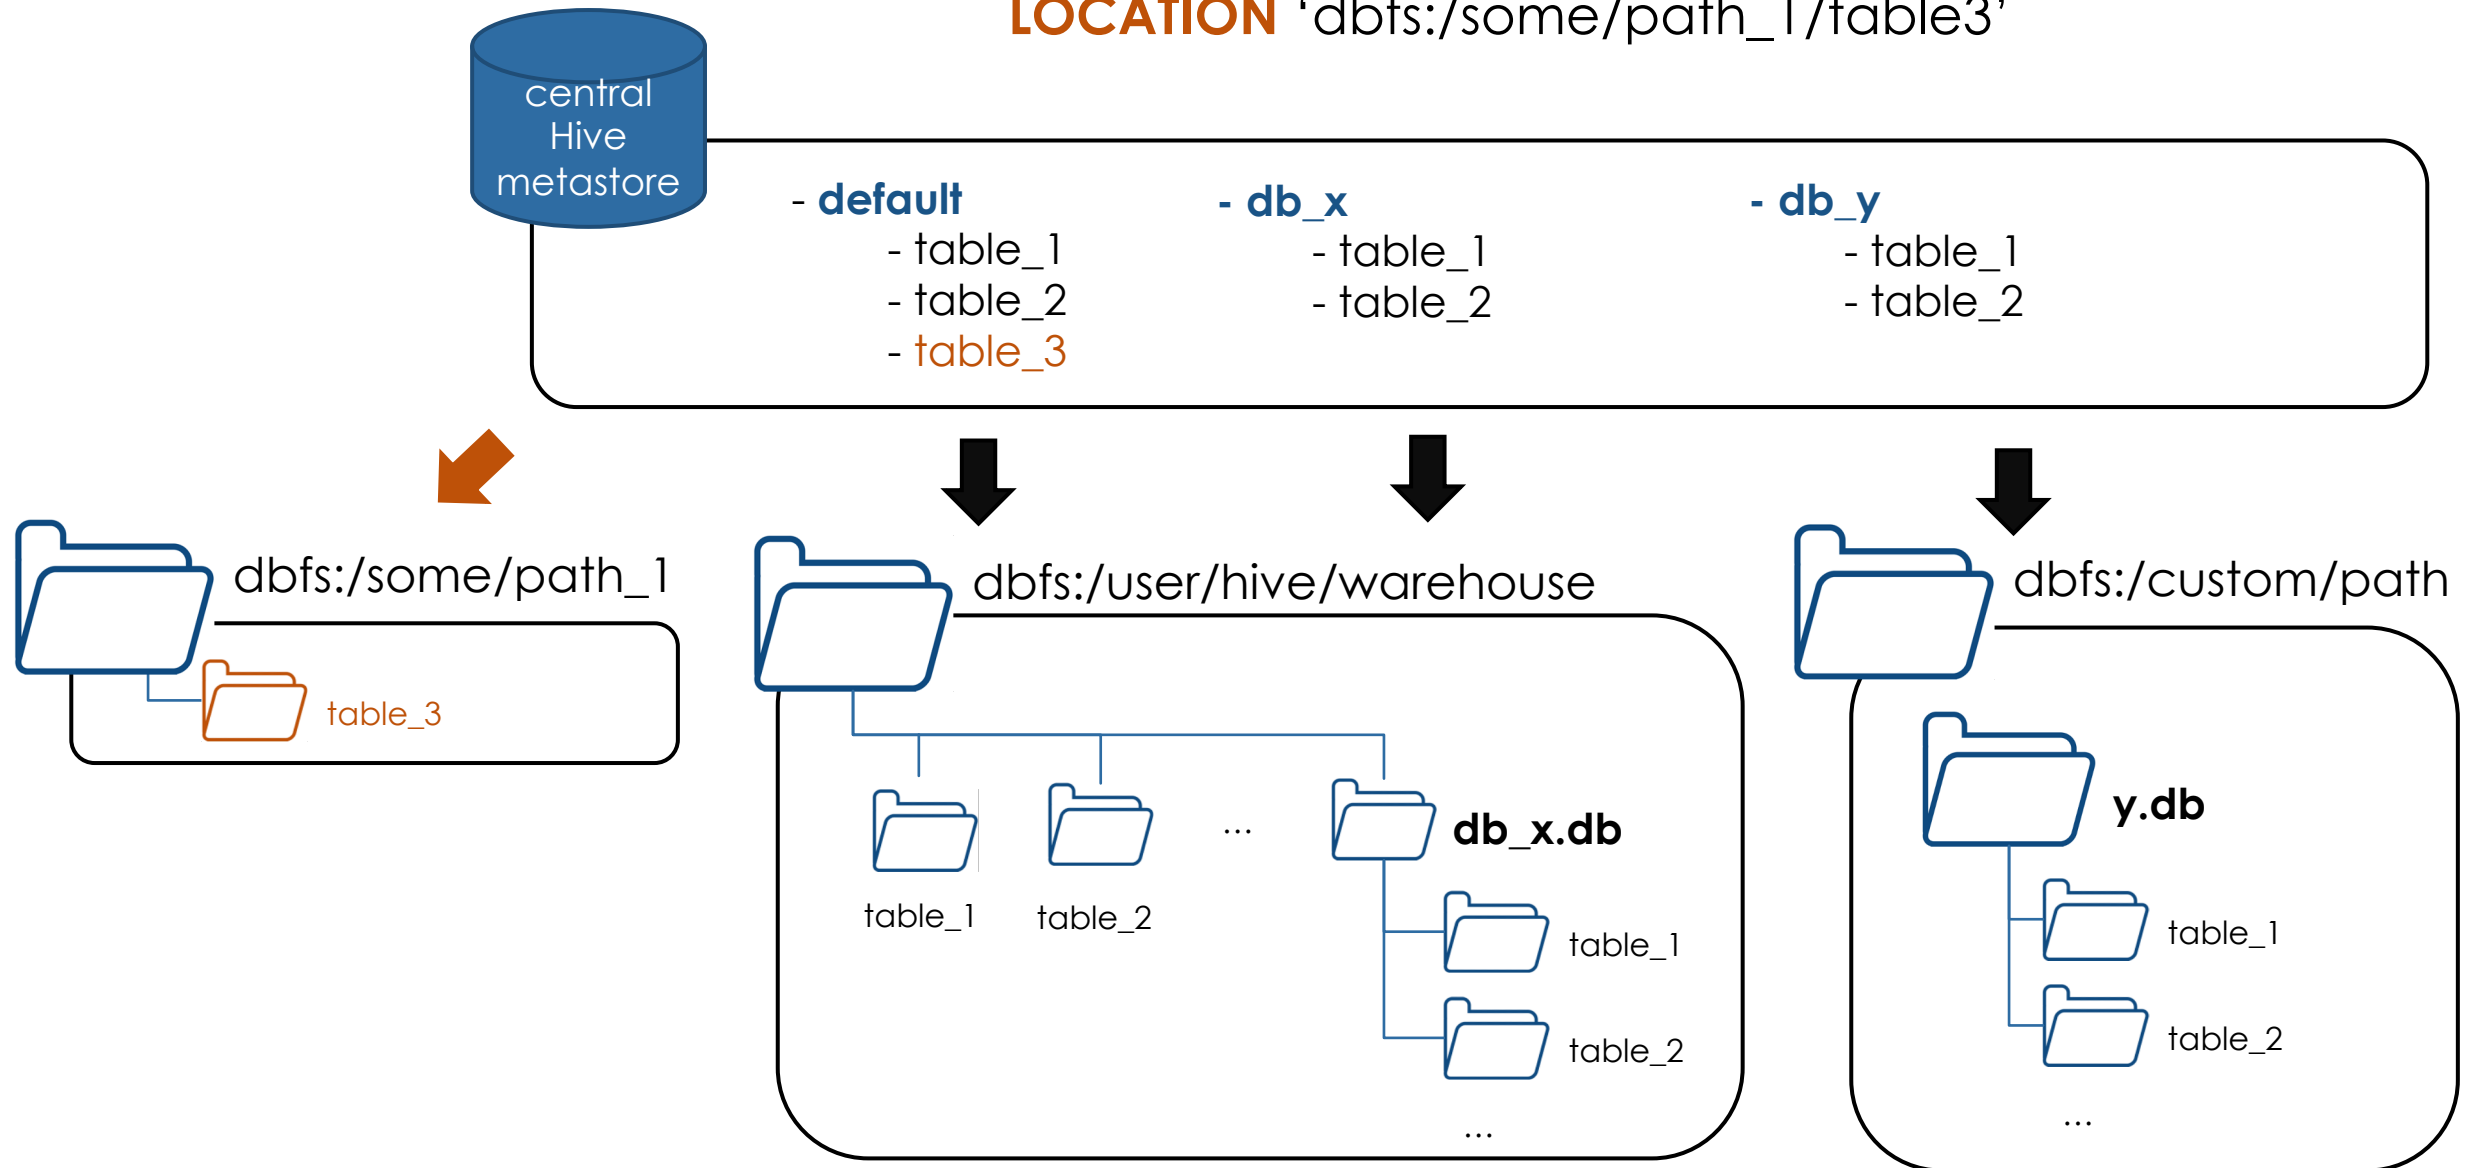 LOCATION ‘dbfs:/some/path_1/table3’
central
Hive
metastore
- default
- table_1
- table_2
- table_3
- db_x
- table_1
- table_2
- db_y
- table_1
- table_2
dbfs:/some/path_1
table_3
dbfs:/user/hive/warehouse
table_1
table_2
...
db_x.db
table_1
table_2
...
dbfs:/custom/path
y.db
table_1
table_2
...